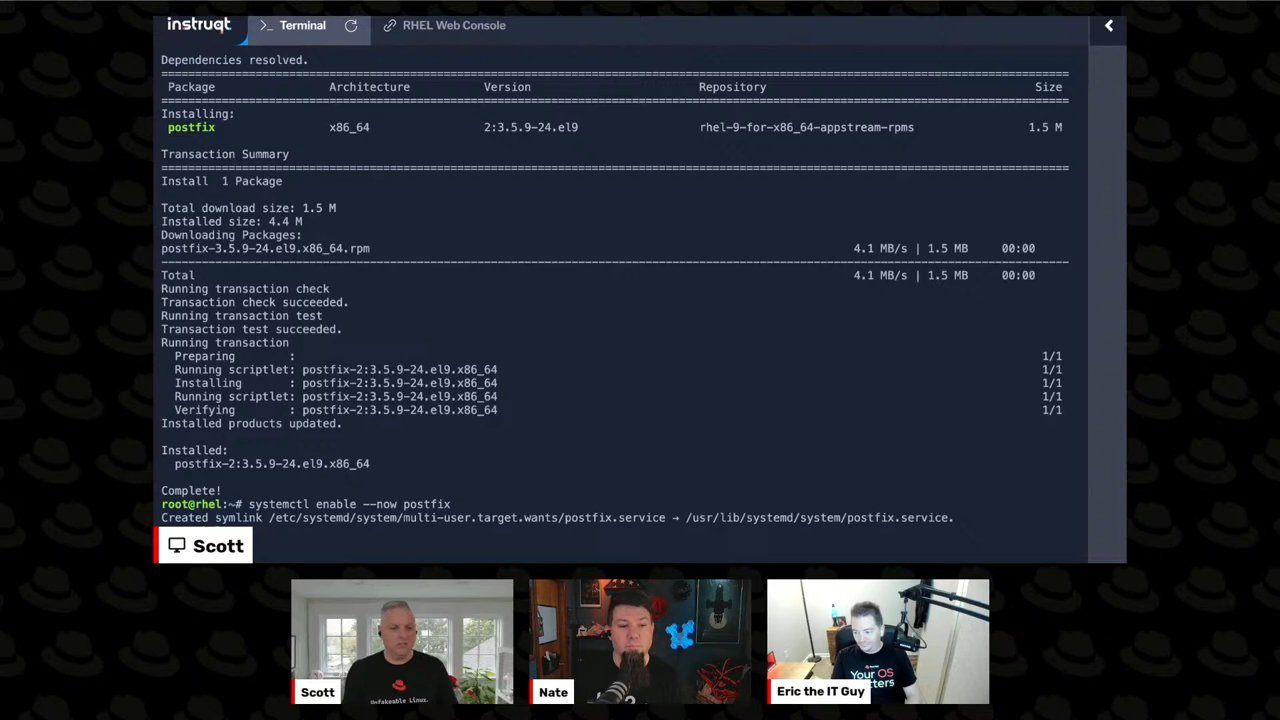 instruqt
>_ Terminal
RHEL Web Console
Dependencies resolved.
Package Architecture Version Repository Size
Installing:
postfix x86_64 2:3.5.9-24.el9 rhel-9-for-x86_64-appstream-rpms 1.5 M
Transaction Summary
Install 1 Package
Total download size: 1.5 M
Installed size: 4.4 M
Downloading Packages:
postfix-3.5.9-24.el9.x86_64.rpm 4.1 MB/s | 1.5 MB 00:00
Total 4.1 MB/s | 1.5 MB 00:00
Running transaction check
Transaction check succeeded.
Running transaction test
Transaction test succeeded.
Running transaction
Preparing : 1/1
Running scriptlet: postfix-2:3.5.9-24.el9.x86_64 1/1
Installing : postfix-2:3.5.9-24.el9.x86_64 1/1
Running scriptlet: postfix-2:3.5.9-24.el9.x86_64 1/1
Verifying : postfix-2:3.5.9-24.el9.x86_64 1/1
Installed products updated.
Installed:
postfix-2:3.5.9-24.el9.x86_64
Complete!
root@rhel:~# systemctl enable --now postfix
Created symlink /etc/systemd/system/multi-user.target.wants/postfix.service → /usr/lib/systemd/system/postfix.service.
Scott
Unfakeable Linux.
Your OS
Matters
Scott
Nate
Eric the IT Guy